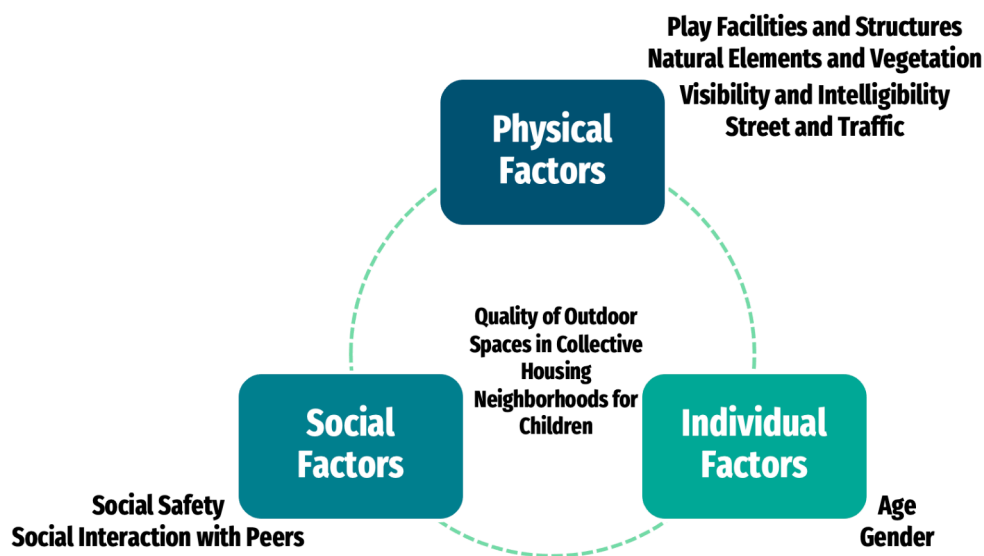 Play Facilities and Structures
Natural Elements and Vegetation
Visibility and Intelligibility
Street and Traffic
Physical
Factors
Quality of Outdoor
Spaces in Collective
Housing
Neighborhoods for
Children
Social
Factors
Individual
Factors
Social Safety
Social Interaction with Peers
Age
Gender